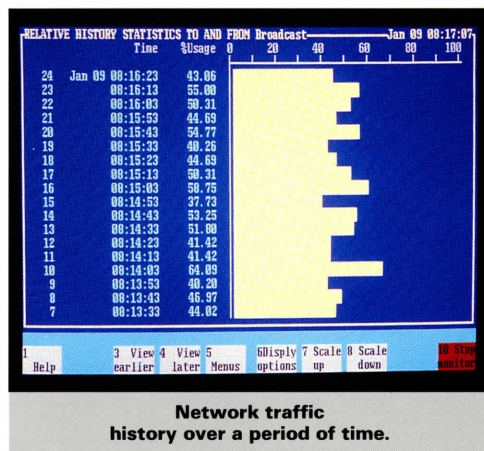 RELATIVE HISTORY STATISTICS TO AND FROM Broadcast Jan 09 08:17:07
Time %Usage 0 20 40 60 80 100
24 Jan 09 08:16:23 43.06
23 08:16:13 55.00
22 08:16:03 50.31
21 08:15:53 44.69
20 08:15:43 54.77
19 08:15:33 40.26
18 08:15:23 44.69
17 08:15:13 50.31
16 08:15:03 58.75
15 08:14:53 37.73
14 08:14:43 53.25
13 08:14:33 51.80
12 08:14:23 41.42
11 08:14:13 41.42
10 08:14:03 64.09
9 08:13:53 40.20
8 08:13:43 46.97
7 08:13:33 44.02
1 3 View 4 View 5 6Disply 7 Scale 8 Scale 10 Stop
Help earlier later Menus options up down monitor
Network traffic
history over a period of time.